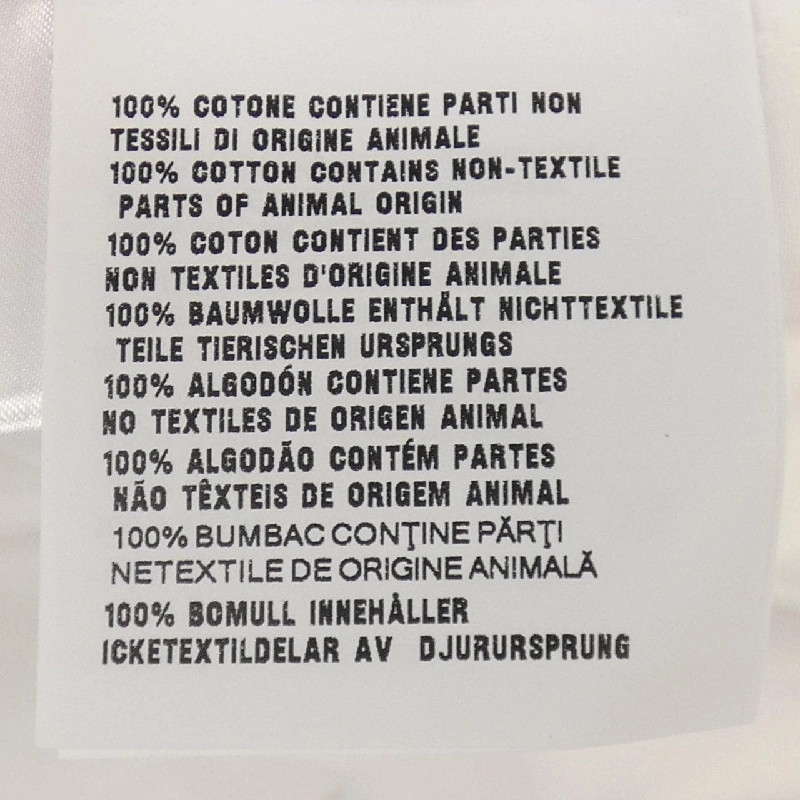 100% COTONE CONTIENE PARTI NON
TESSILI DI ORIGINE ANIMALE
100% COTTON CONTAINS NON-TEXTILE
PARTS OF ANIMAL ORIGIN
100% COTON CONTIENT DES PARTIES
NON TEXTILES D'ORIGINE ANIMALE
100% BAUMWOLLE ENTHÄLT NICHTTEXTILE
TEILE TIERISCHEN URSPRUNGS
100% ALGODÓN CONTIENE PARTES
NO TEXTILES DE ORIGEN ANIMAL
100% ALGODÃO CONTÉM PARTES
NÃO TÊXTEIS DE ORIGEM ANIMAL
100% BUMBAC CONŢINE PĂRŢI
NETEXTILE DE ORIGINE ANIMALĂ
100% BOMULL INNEHÅLLER
ICKETEXTILDELAR AV DJURURSPRUNG